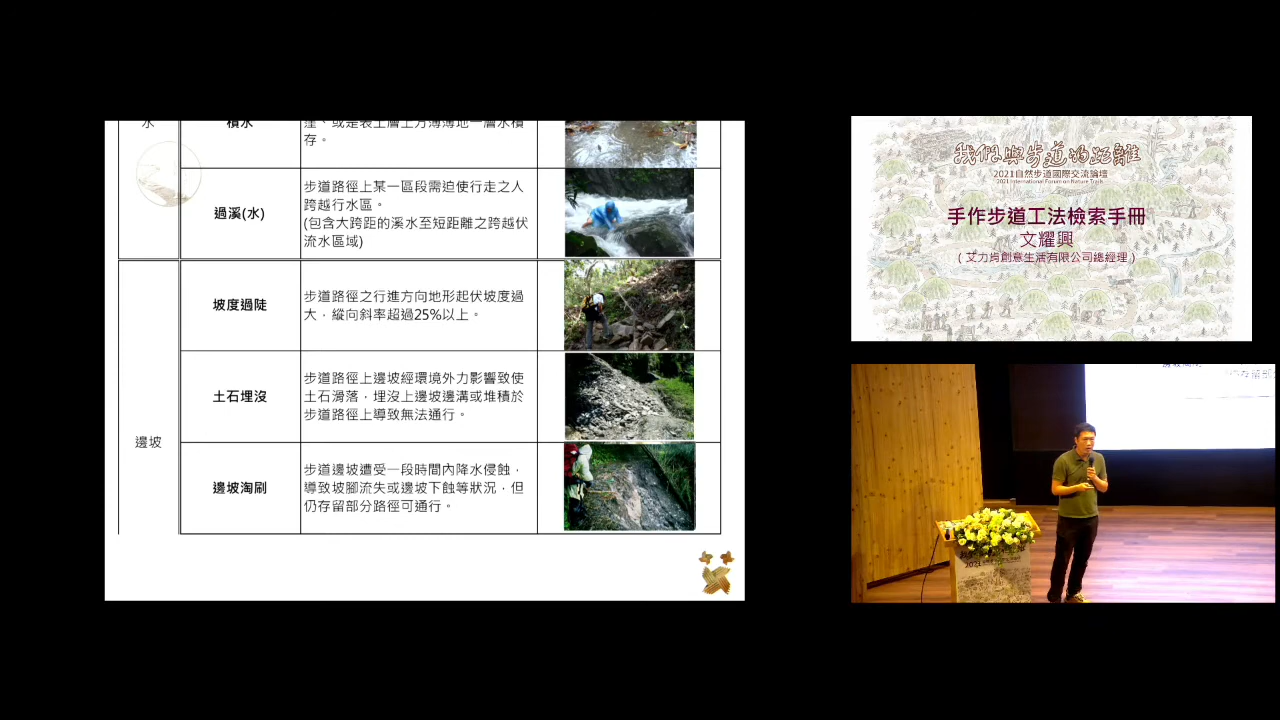 水
積水
窪、或是表土層上方薄薄地一層水積
存。
過溪(水)
步道路徑上某一區段需迫使行走之人
跨越行水區。
(包含大跨距的溪水至短距離之跨越伏
流水區域)
邊坡
坡度過陡
步道路徑之行進方向地形起伏坡度過
大，縱向斜率超過25%以上。
土石埋沒
步道路徑上邊坡經環境外力影響致使
土石滑落，埋沒上邊坡邊溝或堆積於
步道路徑上導致無法通行。
邊坡淘刷
步道邊坡遭受一段時間內降水侵蝕，
導致坡腳流失或邊坡下蝕等狀況，但
仍存留部分路徑可通行。
我們與步道的距離
2021自然步道國際交流論壇
2021 International Forum on Nature Trails
手作步道工法檢索手冊
文耀興
（艾力肯創意生活有限公司總經理）
2021